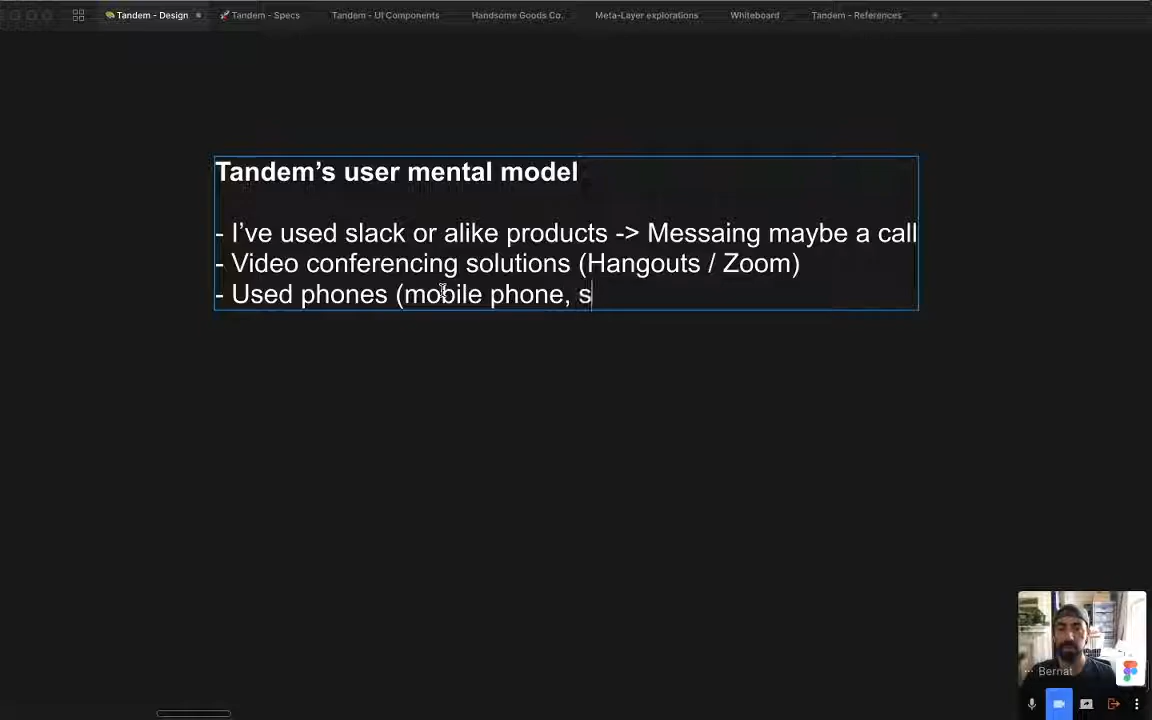 Tandem - Design
Tandem - Specs
Tandem - UI Components
Handsome Goods Co.
Meta-Layer explorations
Whiteboard
Tandem - References
Tandem’s user mental model
- I’ve used slack or alike products -> Messaing maybe a call
- Video conferencing solutions (Hangouts / Zoom)
- Used phones (mobile phone, s
Bernat